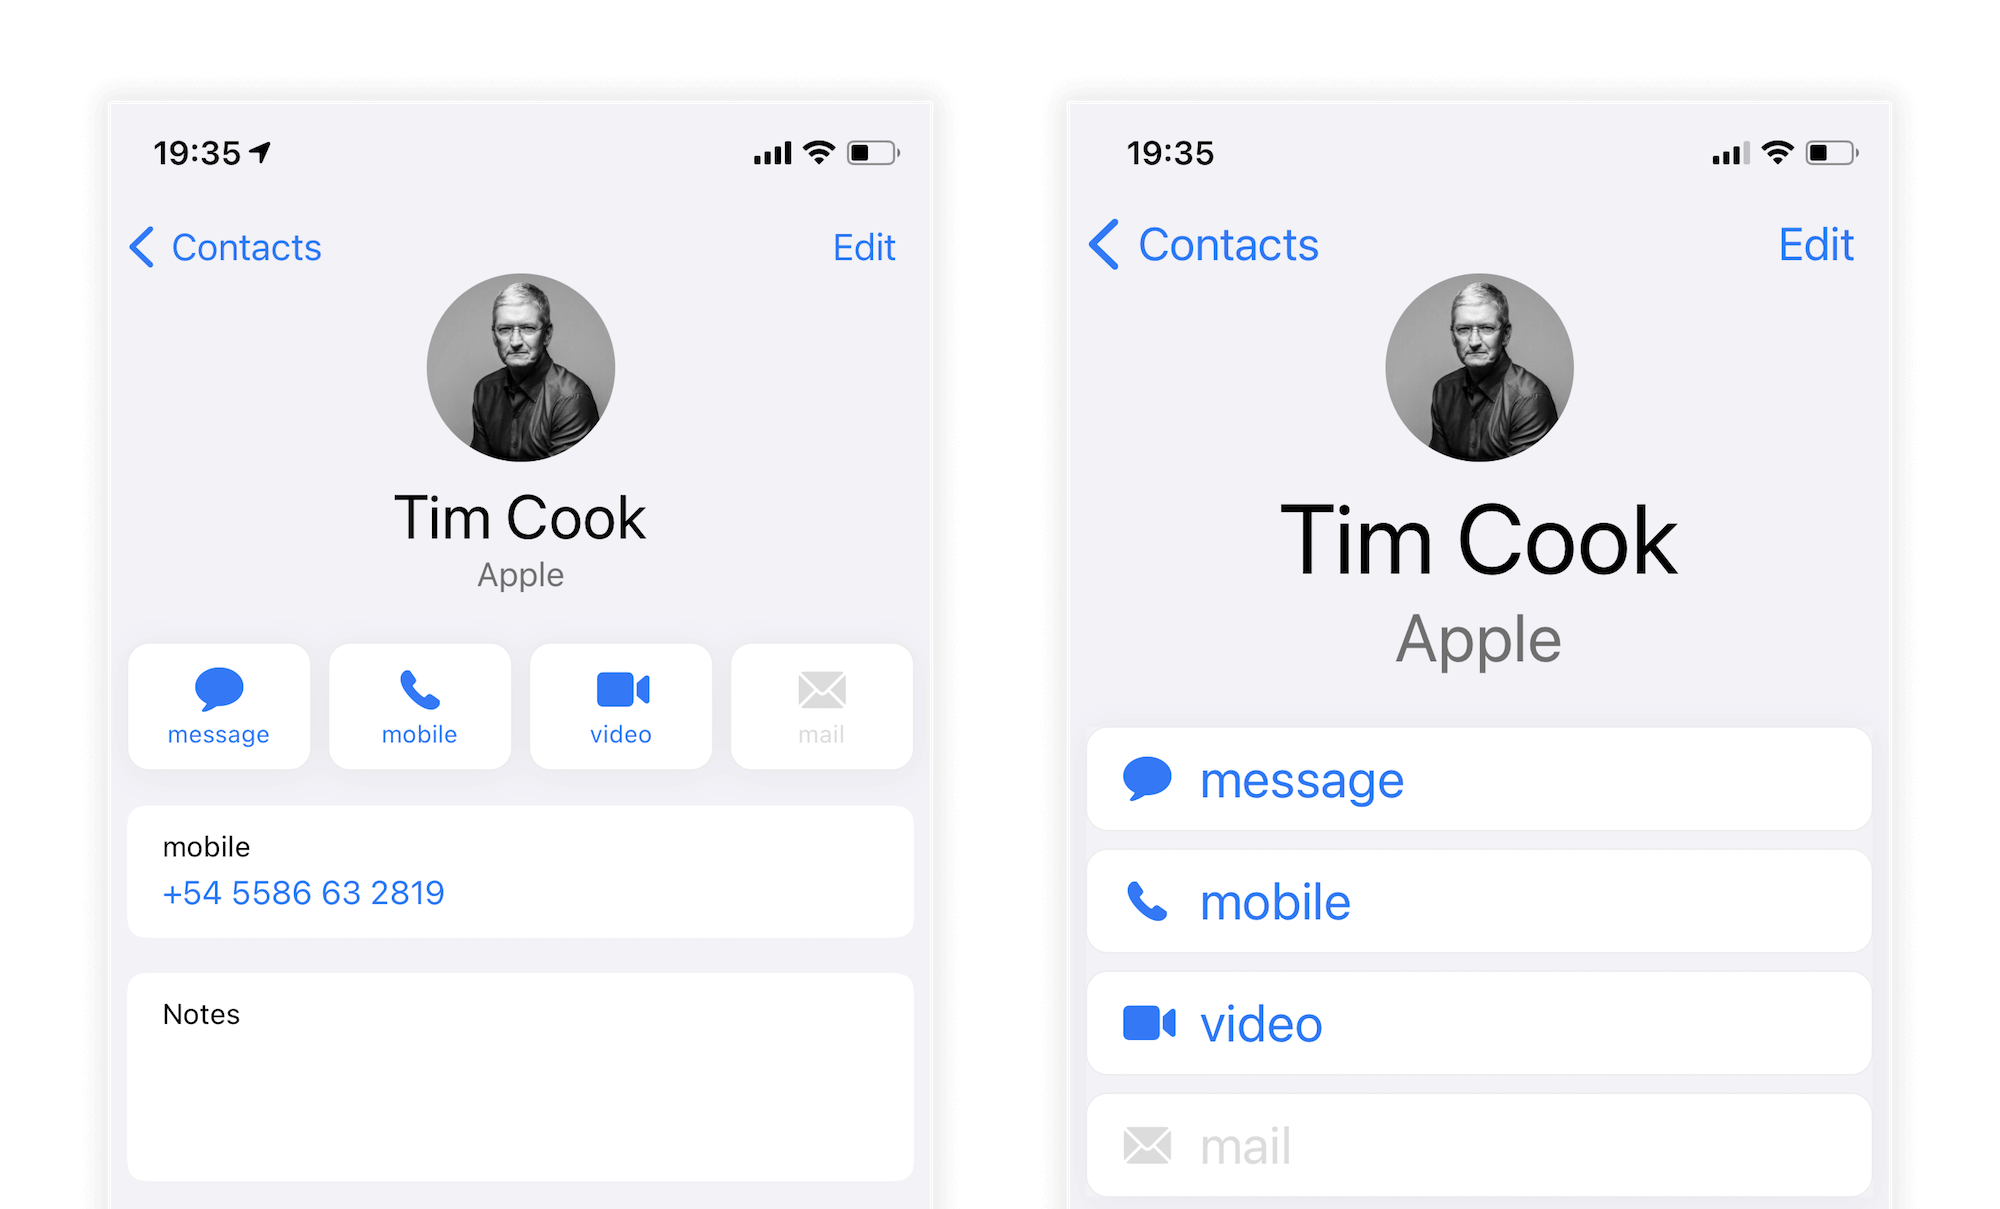 19:35
Contacts
Edit
Tim Cook
Apple
message
mobile
video
mail
mobile
+54 5586 63 2819
Notes
19:35
Contacts
Edit
Tim Cook
Apple
message
mobile
video
mail